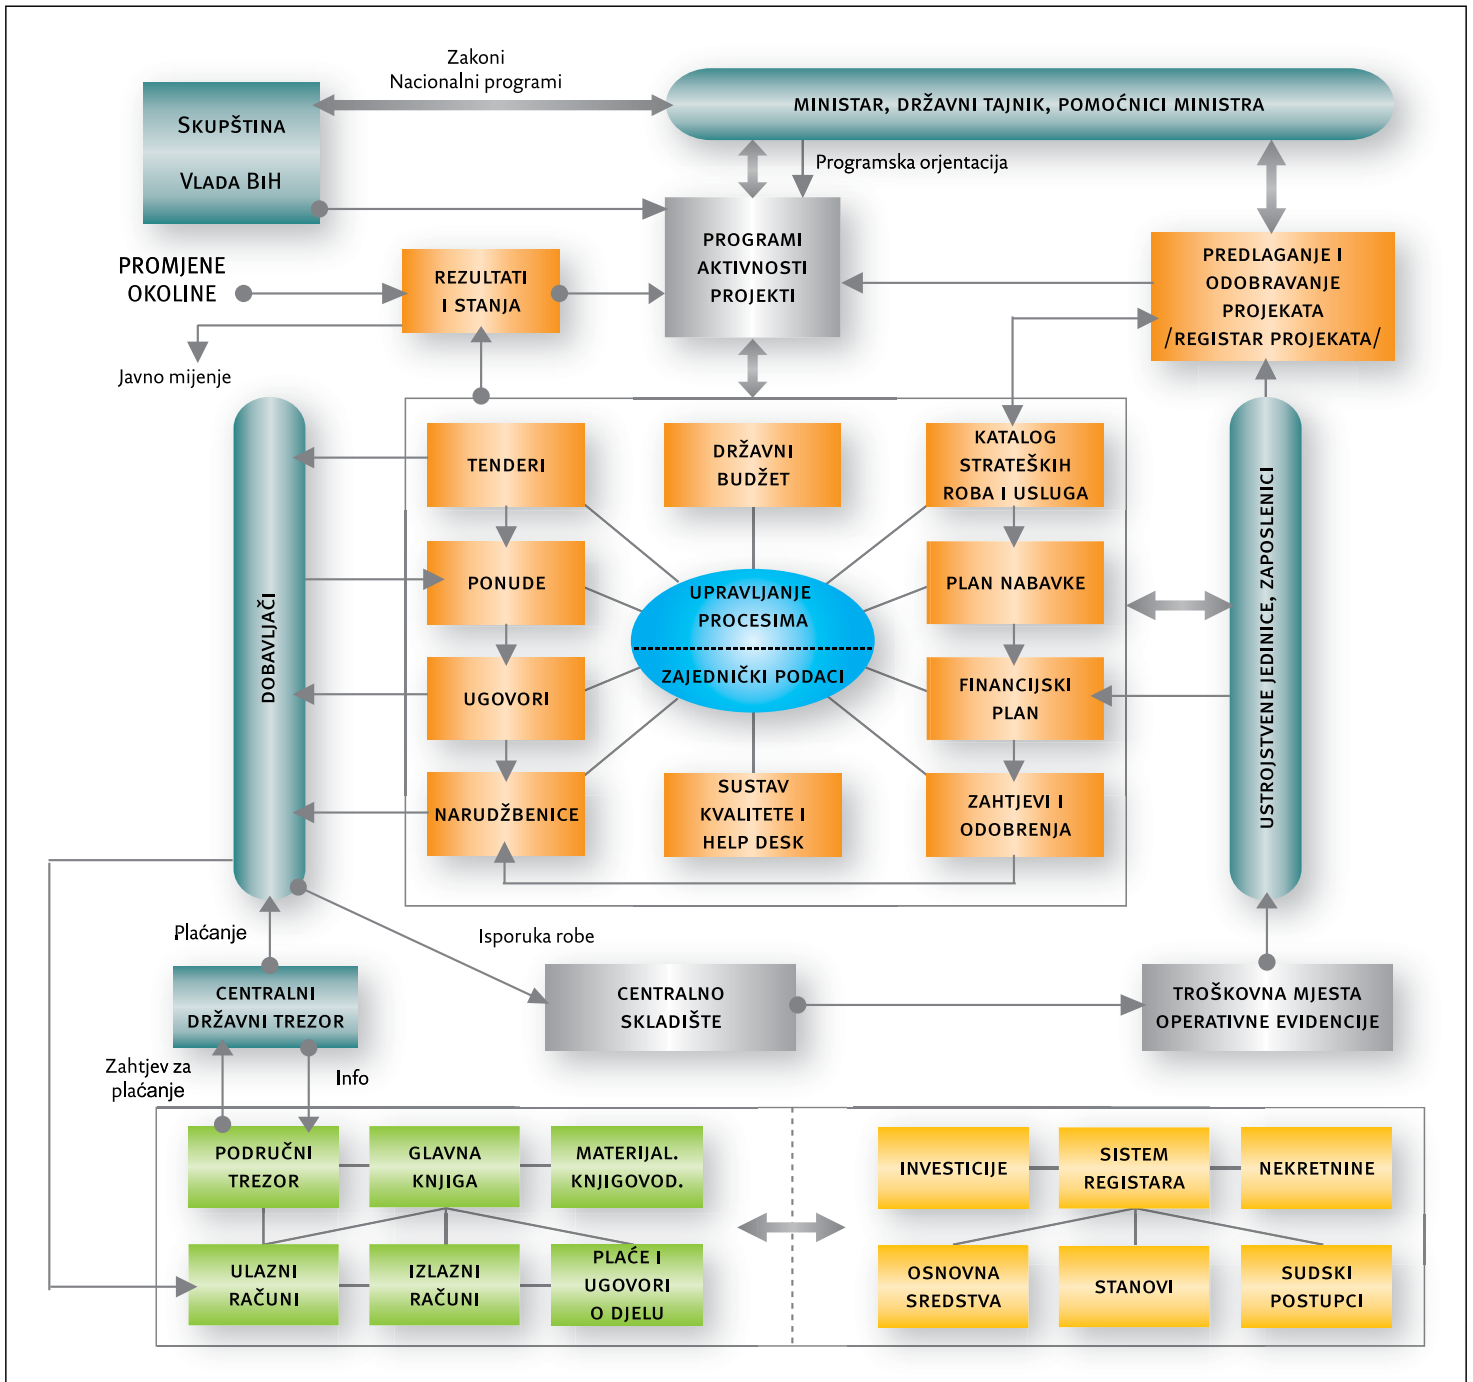 Zakoni
Nacionalni programi
MINISTAR, DRŽAVNI TAJNIK, POMOĆNICI MINISTRA
SKUPŠTINA
VLADA BIH
Programska orjentacija
PROGRAMI
AKTIVNOSTI
PROJEKTI
PREDLAGANJE I
ODOBRAVANJE
PROJEKATA
/REGISTAR PROJEKATA/
PROMJENE
OKOLINE
REZULTATI
I STANJA
Javno mijenje
DOBAVLJAČI
TENDERI
DRŽAVNI
BUDŽET
KATALOG
STRATEŠKIH
ROBA I USLUGA
PONUDE
UPRAVLJANJE
PROCESIMA
ZAJEDNIČKI PODACI
PLAN NABAVKE
UGOVORI
FINANCIJSKI
PLAN
NARUDŽBENICE
SUSTAV
KVALITETE I
HELP DESK
ZAHTJEVI I
ODOBRENJA
USTROJSTVENE JEDINICE, ZAPOSLENICI
Plaćanje
Isporuka robe
CENTRALNI
DRŽAVNI TREZOR
CENTRALNO
SKLADIŠTE
TROŠKOVNA MJESTA
OPERATIVNE EVIDENCIJE
Zahtjev za
plaćanje
Info
PODRUČNI
TREZOR
GLAVNA
KNJIGA
MATERIJAL.
KNJIGOVOD.
INVESTICIJE
SISTEM
REGISTARA
NEKRETNINE
ULAZNI
RAČUNI
IZLAZNI
RAČUNI
PLAĆE I
UGOVORI
O DJELU
OSNOVNA
SREDSTVA
STANOVI
SUDSKI
POSTUPCI